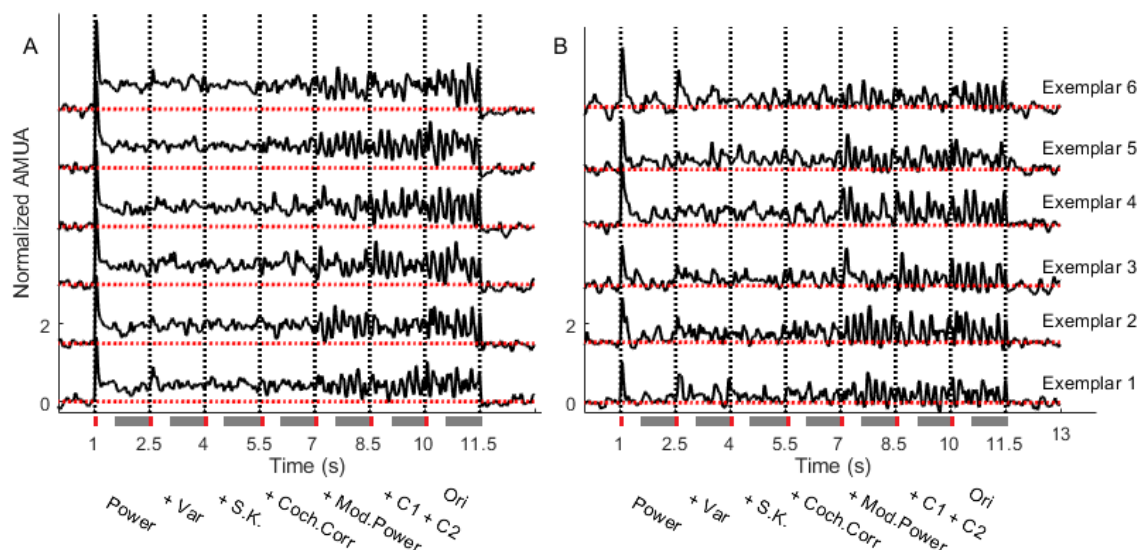 A
B
Normalized AMUA
2
0
1 2.5 4 5.5 7 8.5 10 11.5
Time (s)
Power
+ Var
+ S.K.
+ Coch.Corr
+ Mod.Power
+ C1 + C2
Ori
Exemplar 6
Exemplar 5
Exemplar 4
Exemplar 3
Exemplar 2
Exemplar 1
2
0
1 2.5 4 5.5 7 8.5 10 11.5 13
Time (s)
Power
+ Var
+ S.K.
+ Coch.Corr
+ Mod.Power
+ C1 + C2
Ori